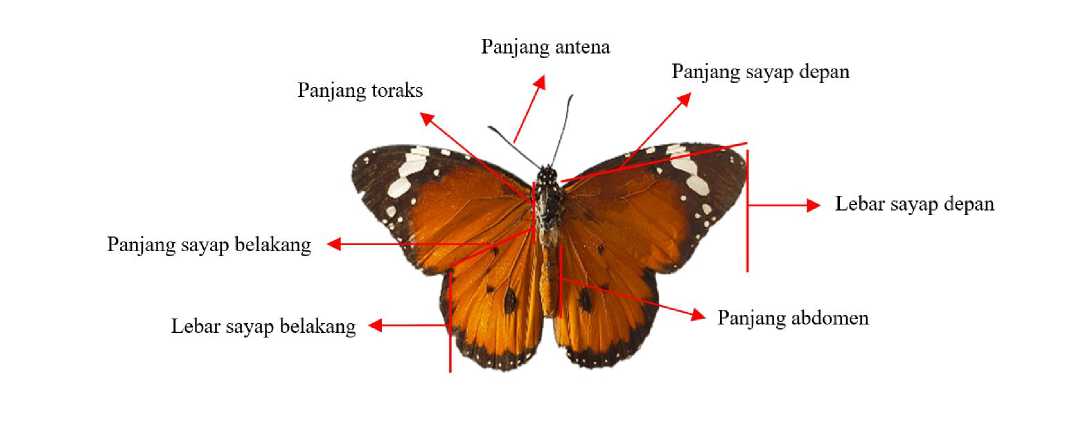 Panjang antena
Panjang sayap depan
Panjang toraks
Lebar sayap depan
Panjang sayap belakang
Panjang abdomen
Lebar sayap belakang